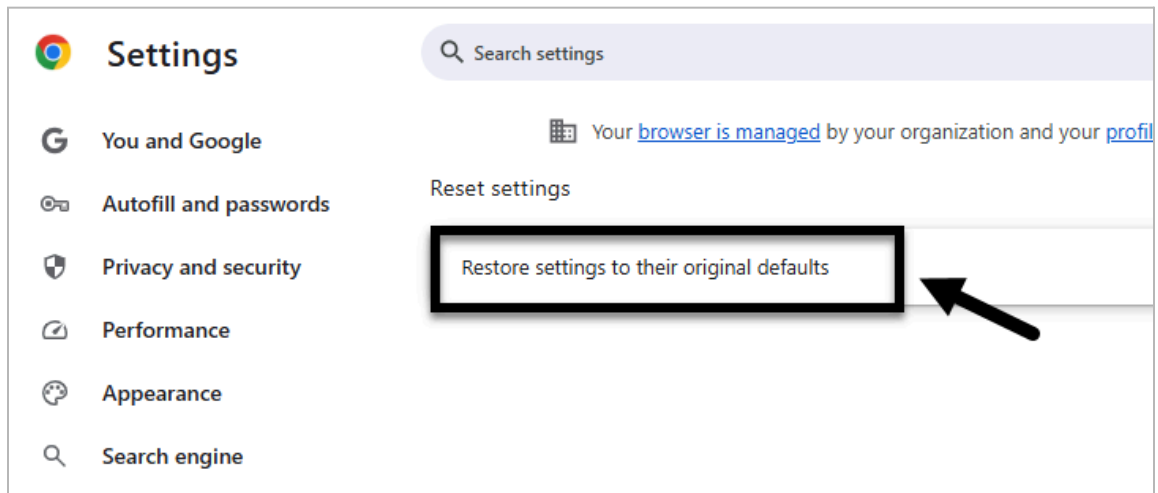 Settings
Search settings
You and Google
Your browser is managed by your organization and your profil
Autofill and passwords
Reset settings
Privacy and security
Restore settings to their original defaults
Performance
Appearance
Search engine